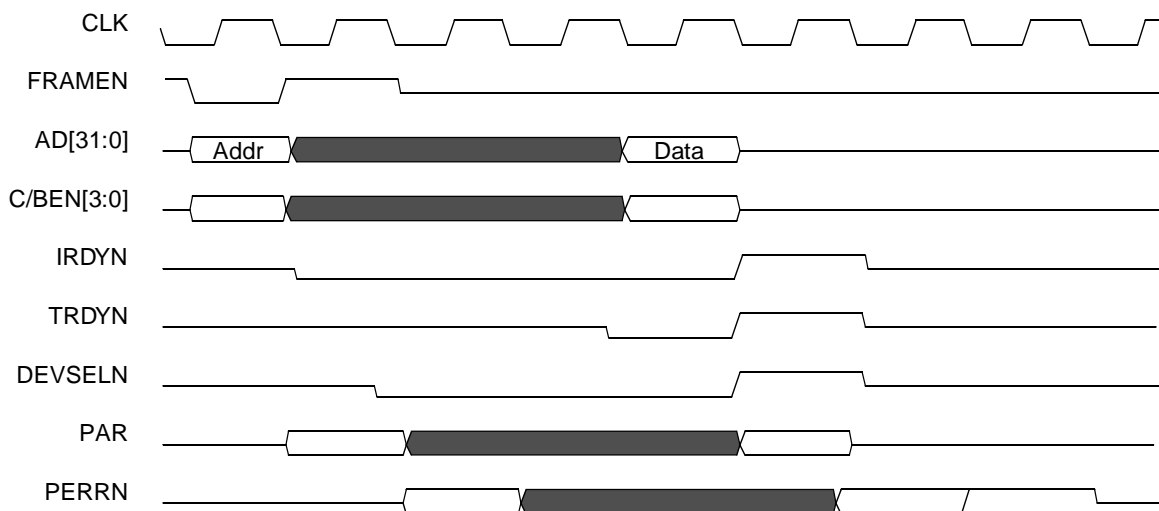 CLK
FRAMEN
AD[31:0]
Addr Data
C/BEN[3:0]
IRDYN
TRDYN
DEVSELN
PAR
PERRN